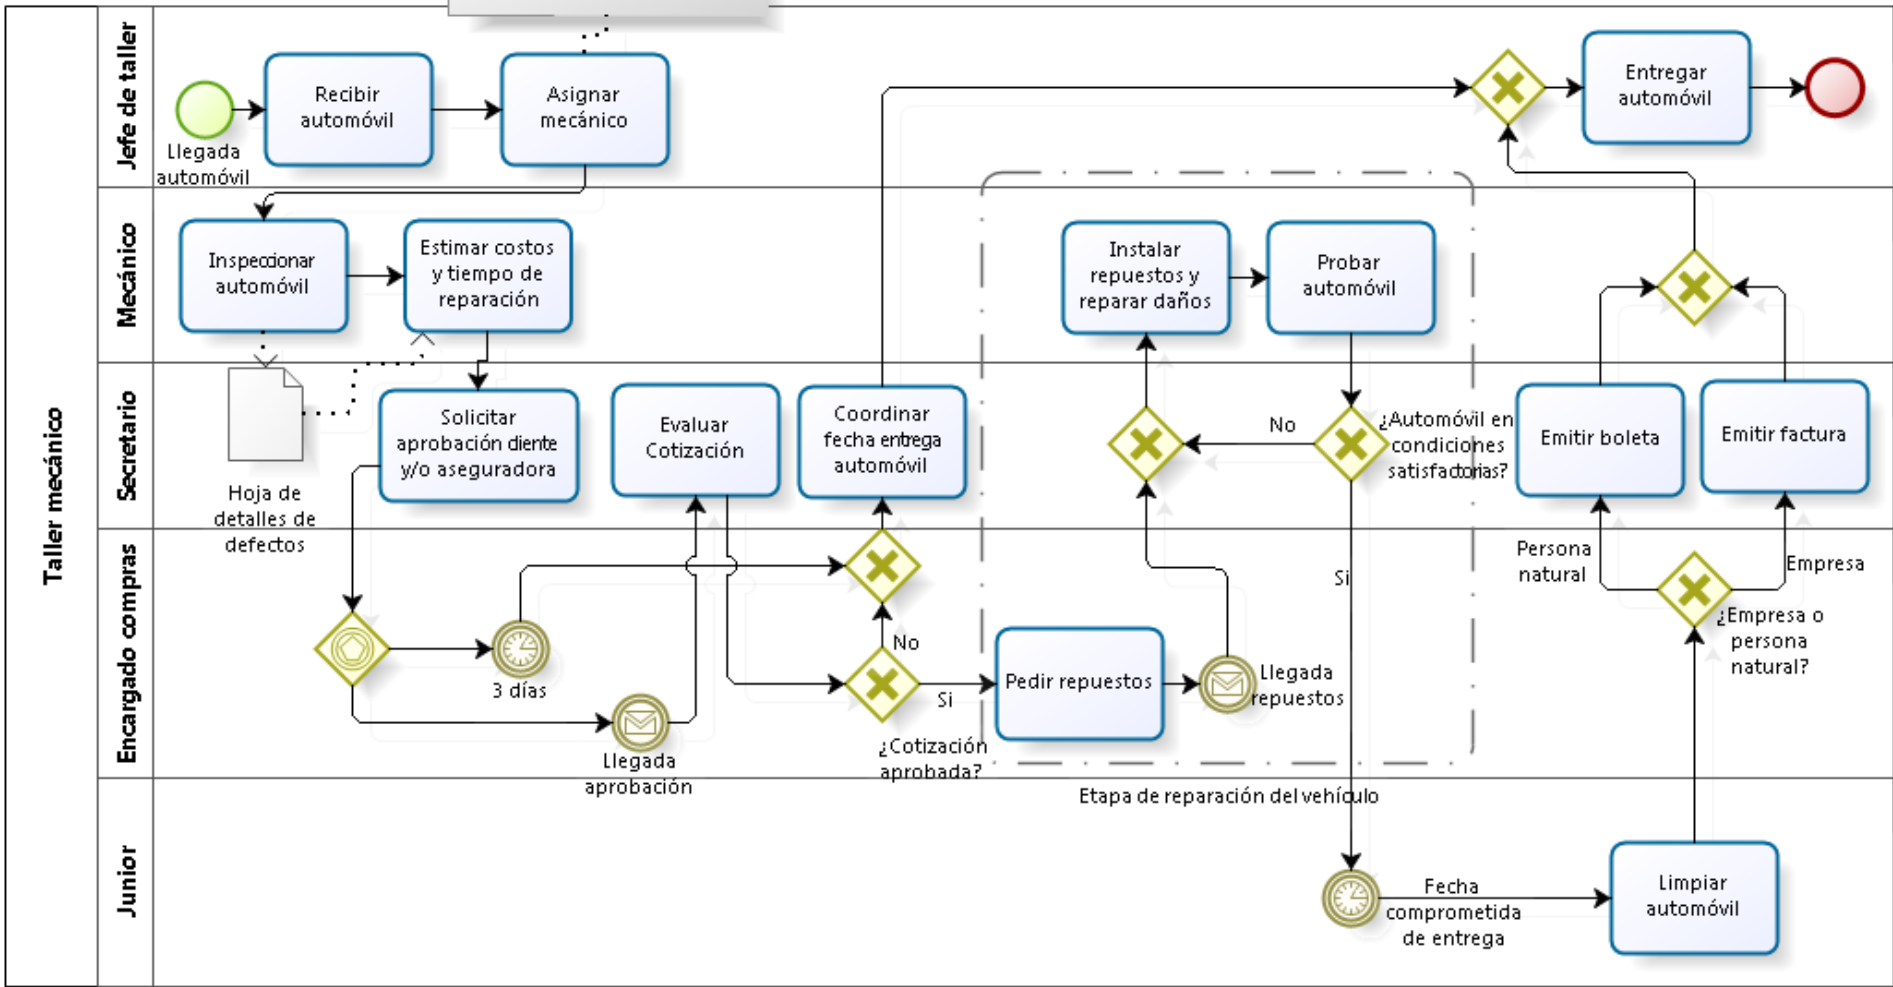 Taller mecánico
Jefe de taller
Llegada
automóvil
Recibir
automóvil
Asignar
mecánico
Entregar
automóvil
Mecánico
Inspeccionar
automóvil
Estimar costos
y tiempo de
reparación
Instalar
repuestos y
reparar daños
Probar
automóvil
Secretario
Hoja de
detalles de
defectos
Solicitar
aprobación cliente
y/o aseguradora
Evaluar
Cotización
Coordinar
fecha entrega
automóvil
No
¿Automóvil en
condiciones
satisfactorias?
Emitir boleta
Emitir factura
Encargado compras
3 días
Llegada
aprobación
No
Si
¿Cotización
aprobada?
Pedir repuestos
Llegada
repuestos
Si
Persona
natural
Empresa
¿Empresa o
persona
natural?
Etapa de reparación del vehículo
Junior
Fecha
comprometida
de entrega
Limpiar
automóvil